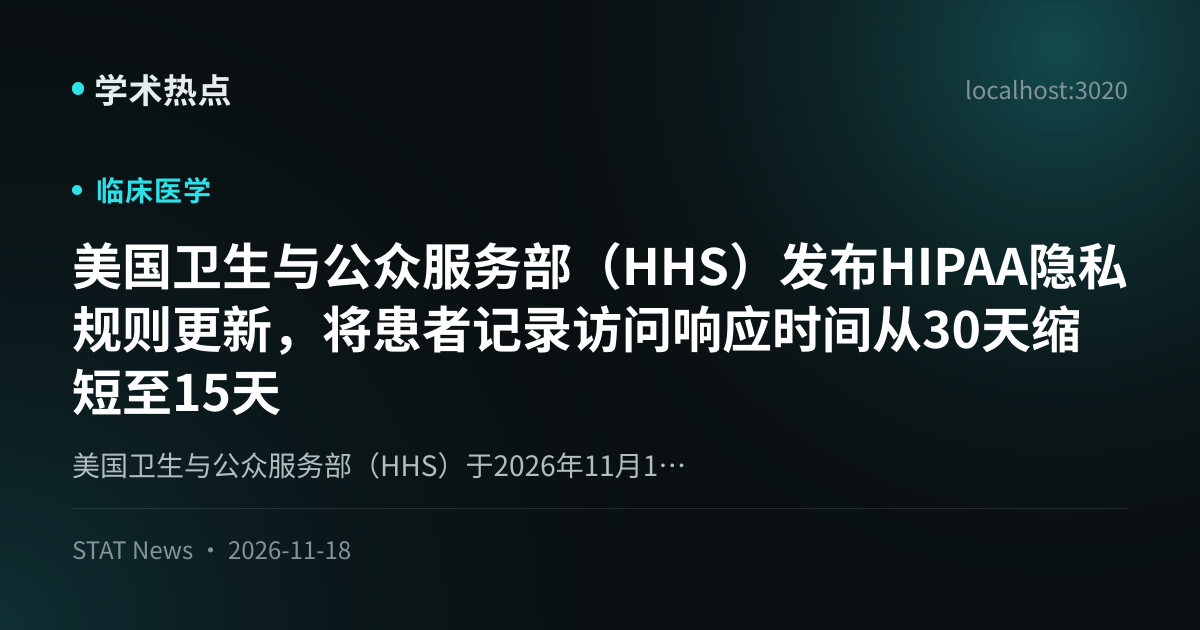 学术热点
localhost:3020
临床医学
美国卫生与公众服务部（HHS）发布HIPAA隐私
规则更新，将患者记录访问响应时间从30天缩
短至15天
美国卫生与公众服务部（HHS）于2026年11月1…
STAT News • 2026-11-18